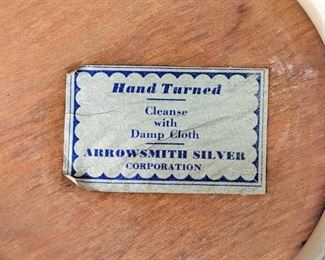 Hand Turned
Cleanse
with
Damp Cloth
ARROWSMITH SILVER
CORPORATION